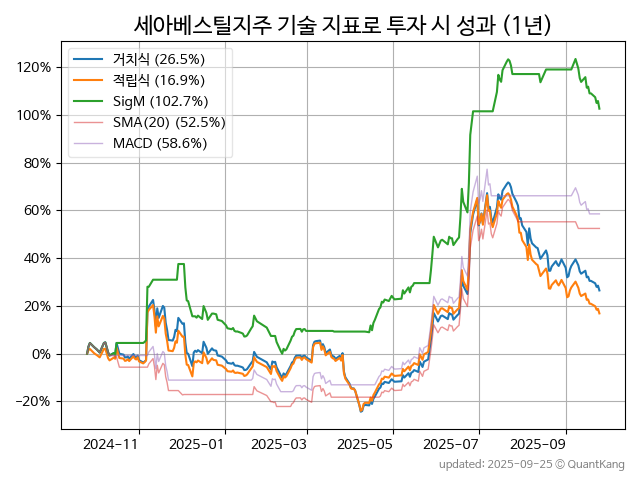 세아베스틸지주 기술 지표로 투자 시 성과 (1년)
거치식 (26.5%)
적립식 (16.9%)
SigM (102.7%)
SMA(20) (52.5%)
MACD (58.6%)
120%
100%
80%
60%
40%
20%
0%
−20%
2024-11 2025-01 2025-03 2025-05 2025-07 2025-09
updated: 2025-09-25 © QuantKang